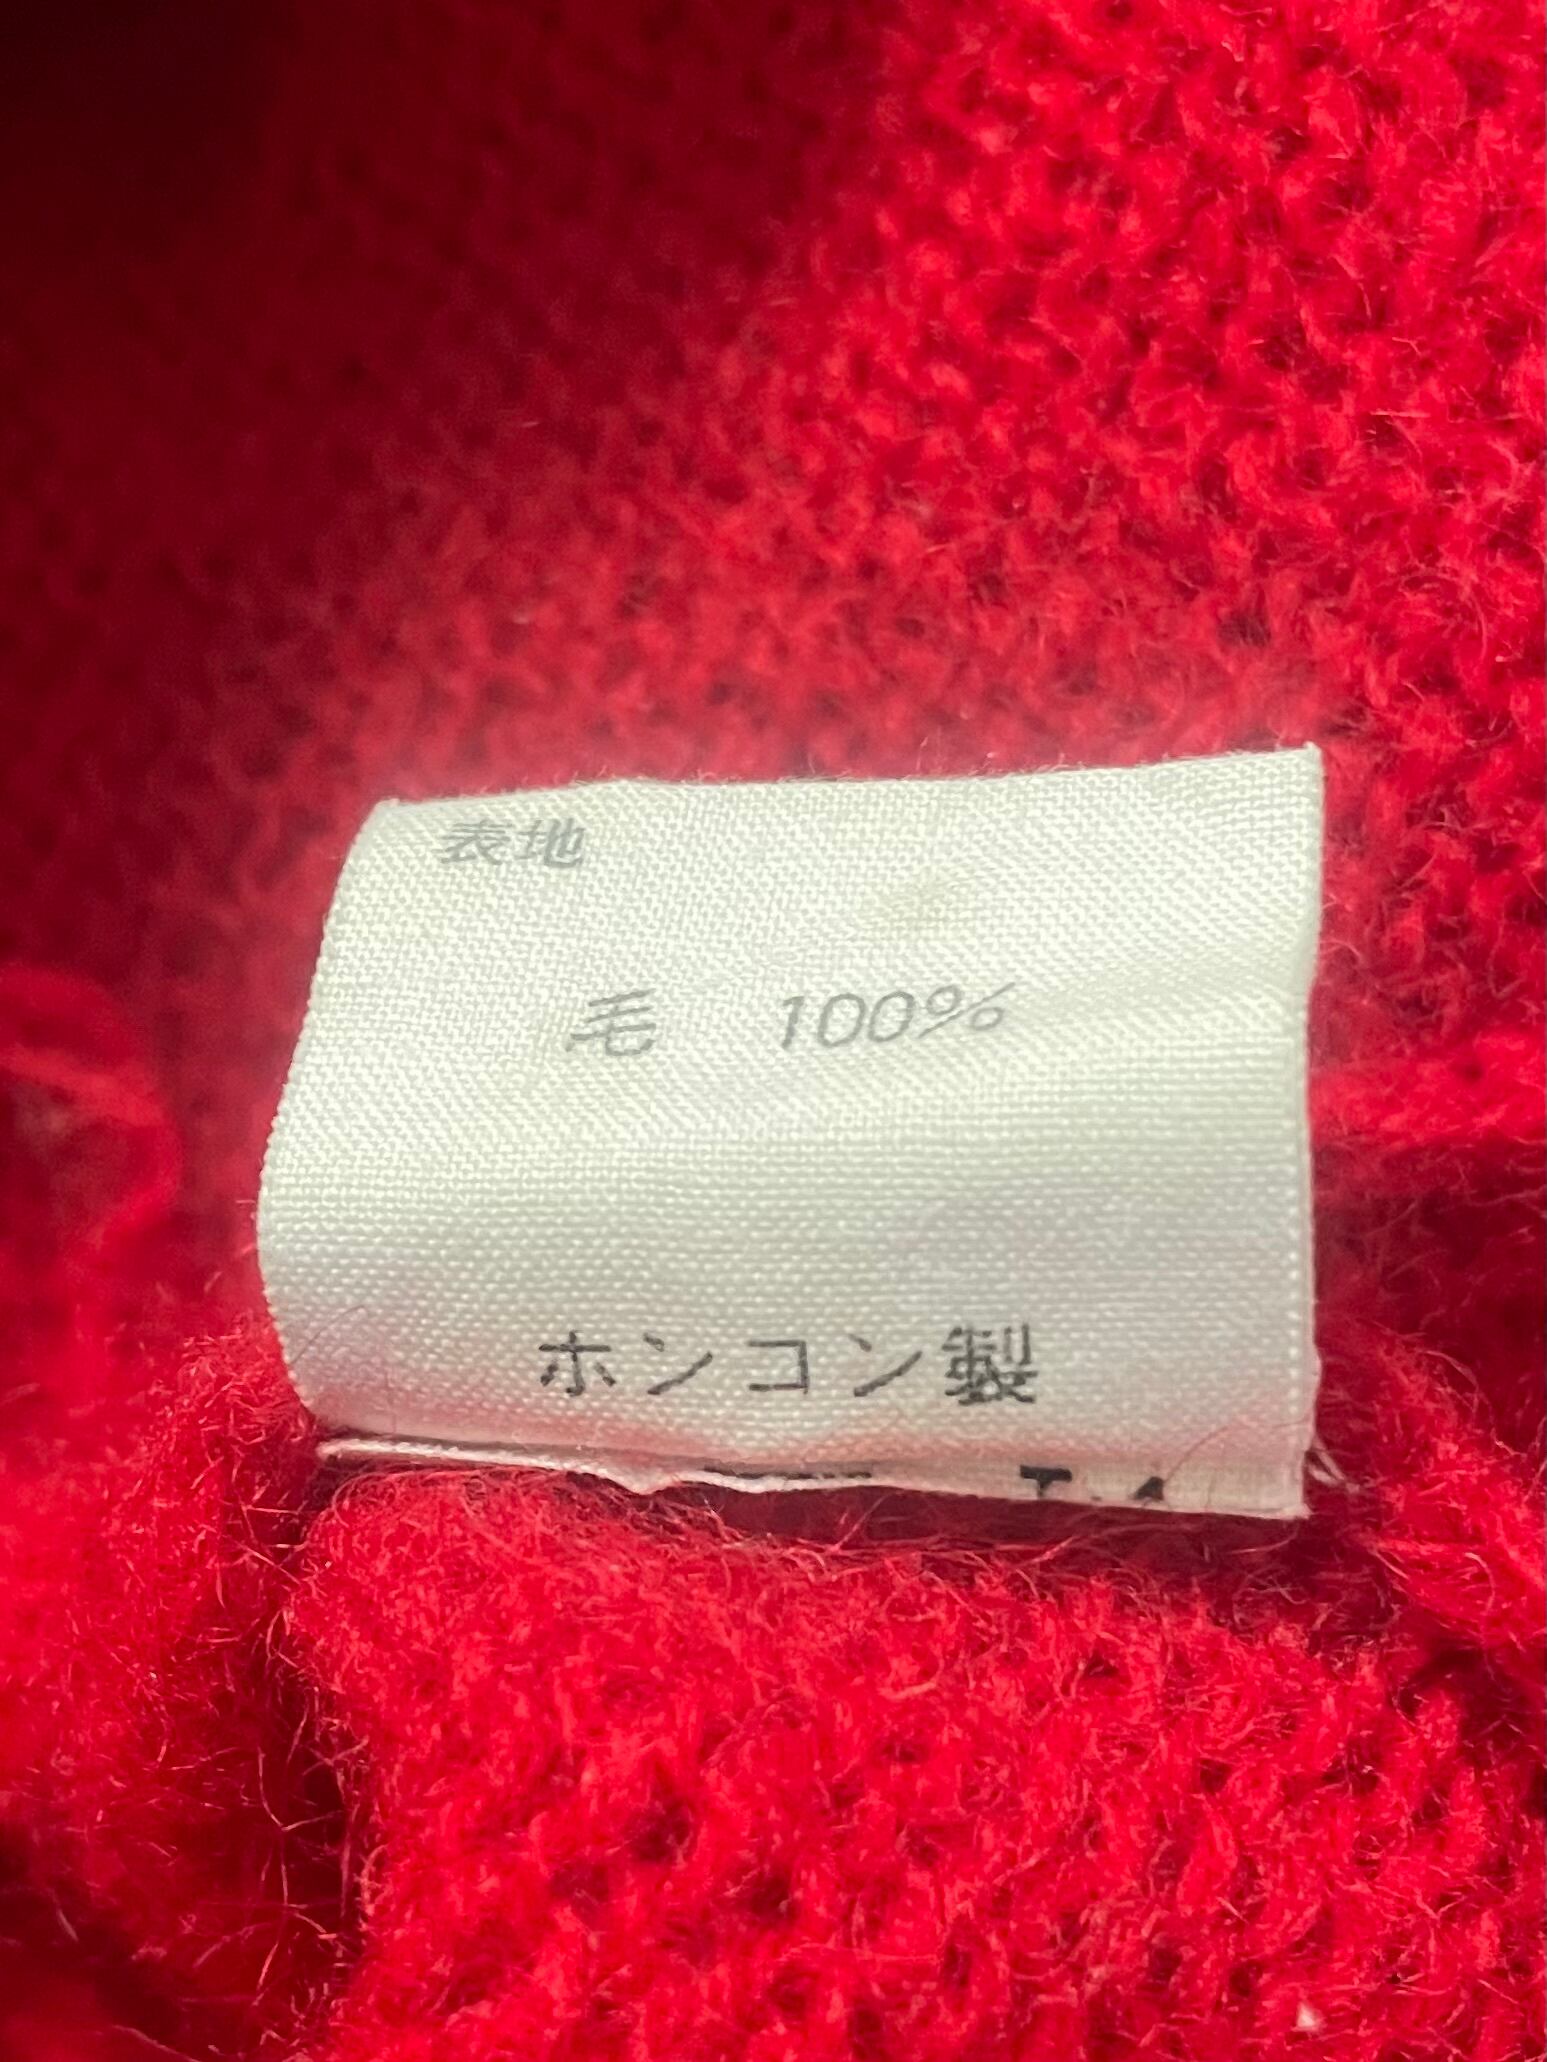 表地
毛 100%
ホンコン製